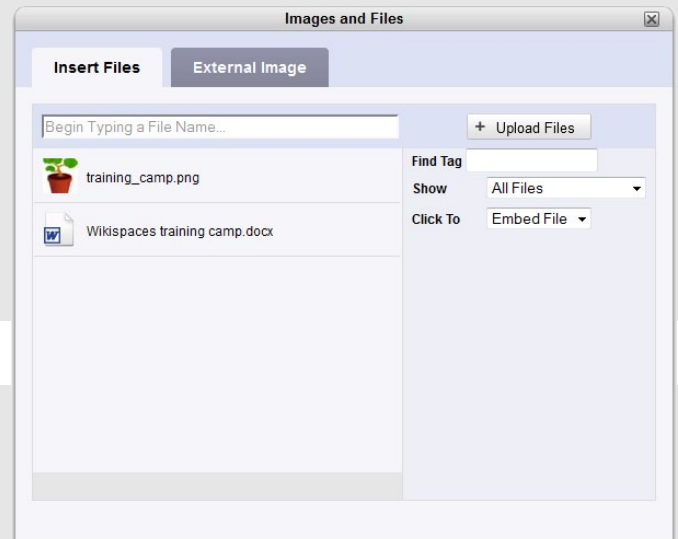 Images and Files
Insert Files
External Image
Begin Typing a File Name...
+ Upload Files
training_camp.png
Wikispaces training camp.docx
Find Tag
Show All Files
Click To Embed File